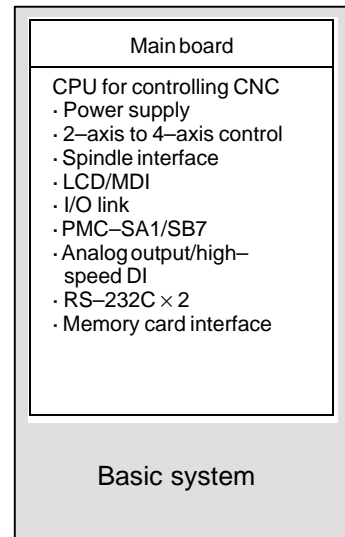 Main board
CPU for controlling CNC
· Power supply
· 2–axis to 4–axis control
· Spindle interface
· LCD/MDI
· I/O link
· PMC–SA1/SB7
· Analog output/high–
speed DI
· RS–232C × 2
· Memory card interface
Basic system